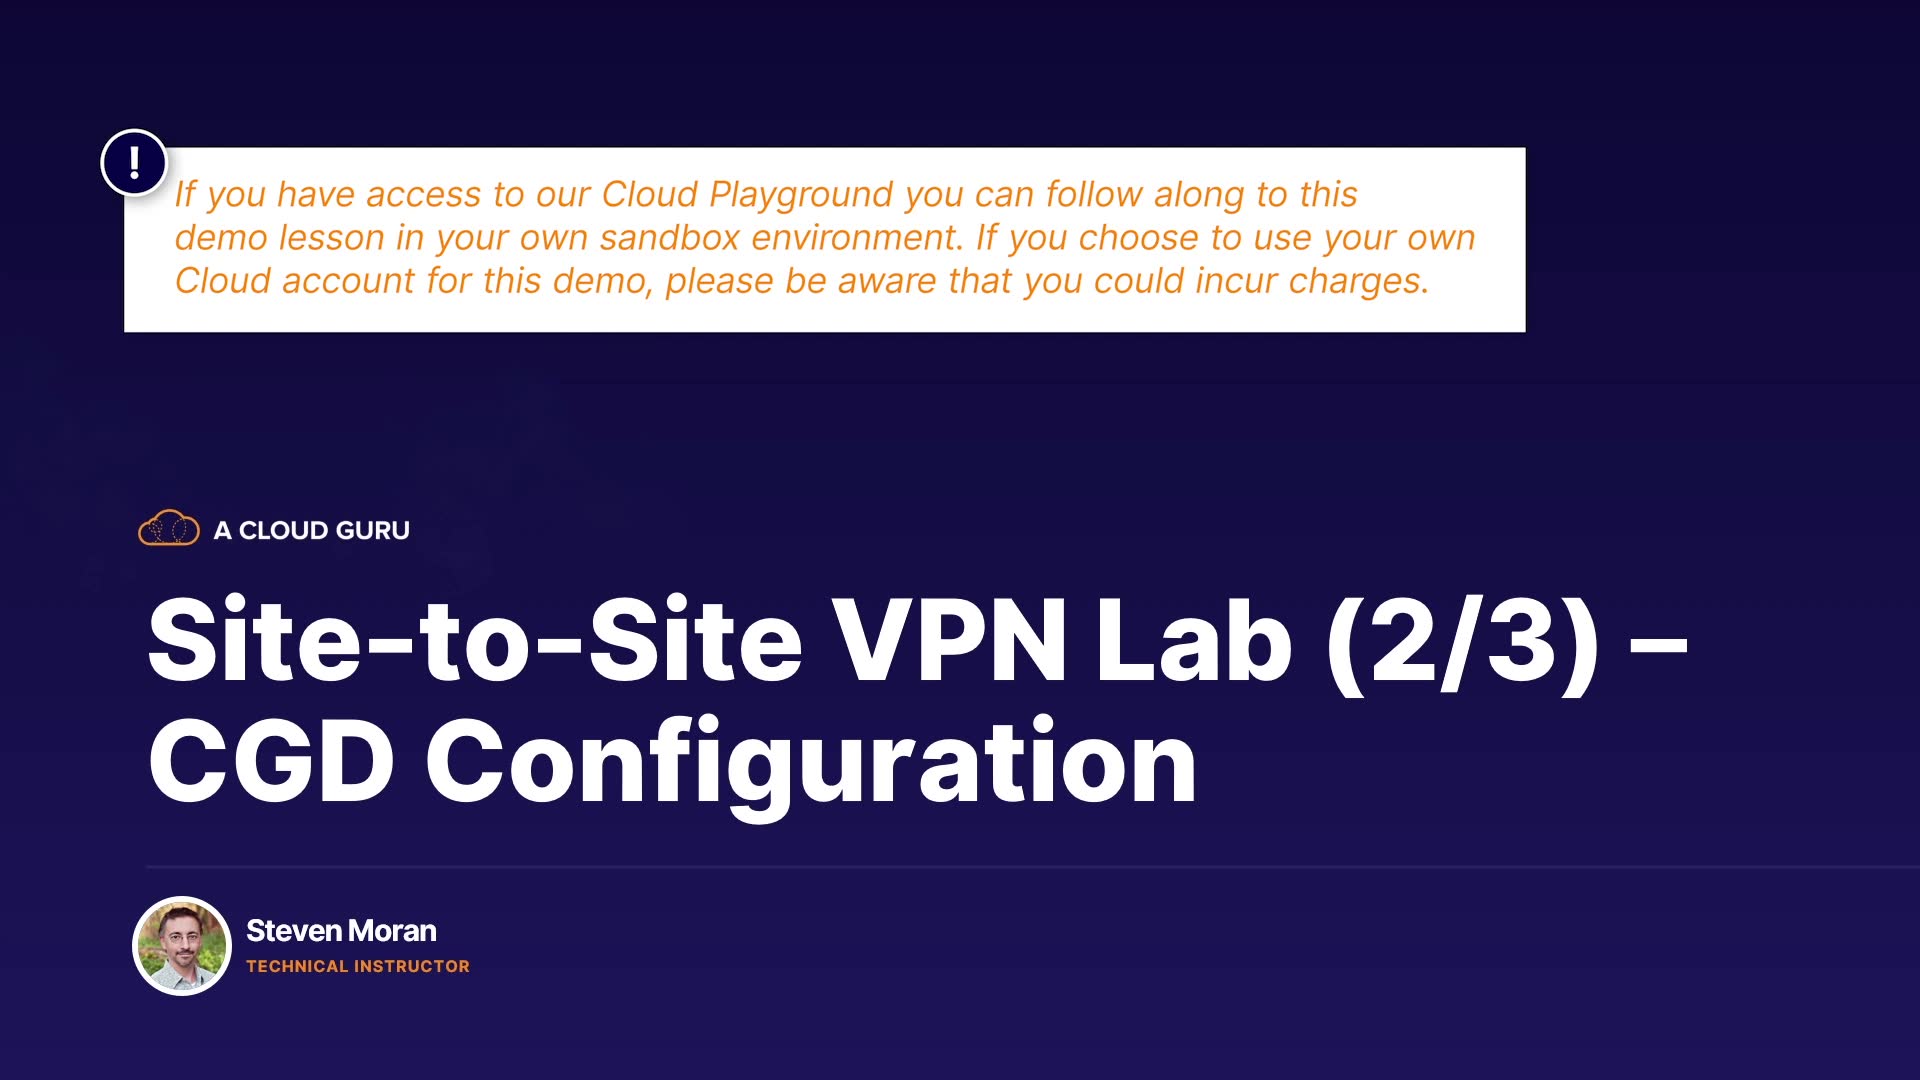 !
If you have access to our Cloud Playground you can follow along to this
demo lesson in your own sandbox environment. If you choose to use your own
Cloud account for this demo, please be aware that you could incur charges.
A CLOUD GURU
Site-to-Site VPN Lab (2/3) –
CGD Configuration
Steven Moran
TECHNICAL INSTRUCTOR